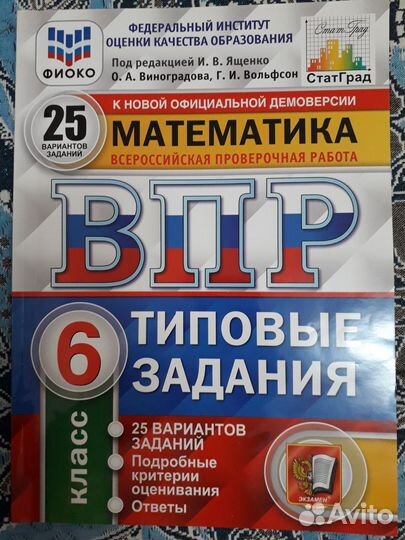 ФЕДЕРАЛЬНЫЙ ИНСТИТУТ
ОЦЕНКИ КАЧЕСТВА ОБРАЗОВАНИЯ
ФИОКО
Под редакцией И. В. Ященко
О. А. Виноградова, Г. И. Вольфсон
СтатГрад
СтатГрад
К НОВОЙ ОФИЦИАЛЬНОЙ ДЕМОВЕРСИИ
25
ВАРИАНТОВ
ЗАДАНИЙ
МАТЕМАТИКА
ВСЕРОССИЙСКАЯ ПРОВЕРОЧНАЯ РАБОТА
ВПР
6
класс
ТИПОВЫЕ
ЗАДАНИЯ
25 ВАРИАНТОВ
ЗАДАНИЙ
Подробные
критерии
оценивания
Ответы
ЭКЗАМЕН
Avito